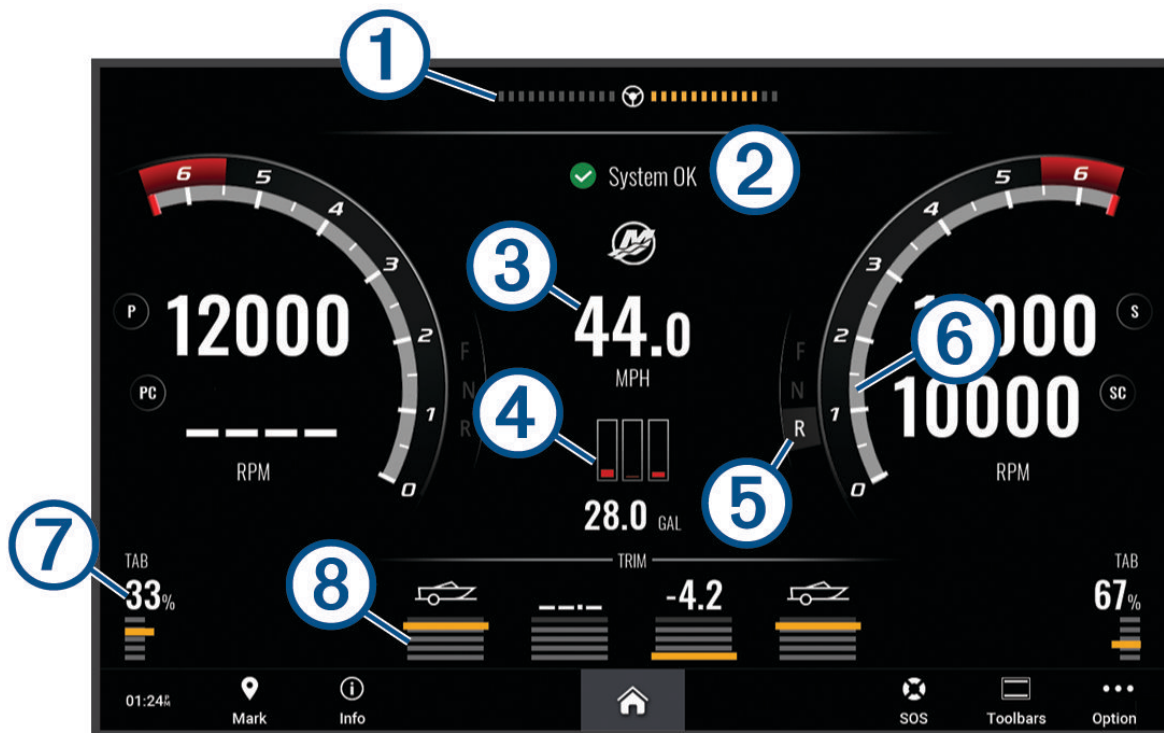 1
2
System OK
3
44.0
MPH
4
28.0 GAL
6 5 4 3 2 1 0
P
12000
PC
----
RPM
F
N
R
5 6
4
3
2
1
0
S
6
10000
SC
RPM
F
N
R
5
7
TAB
33%
8
TRIM
--.-
-4.2
TAB
67%
01:24PM
Mark
Info
SOS
Toolbars
Option